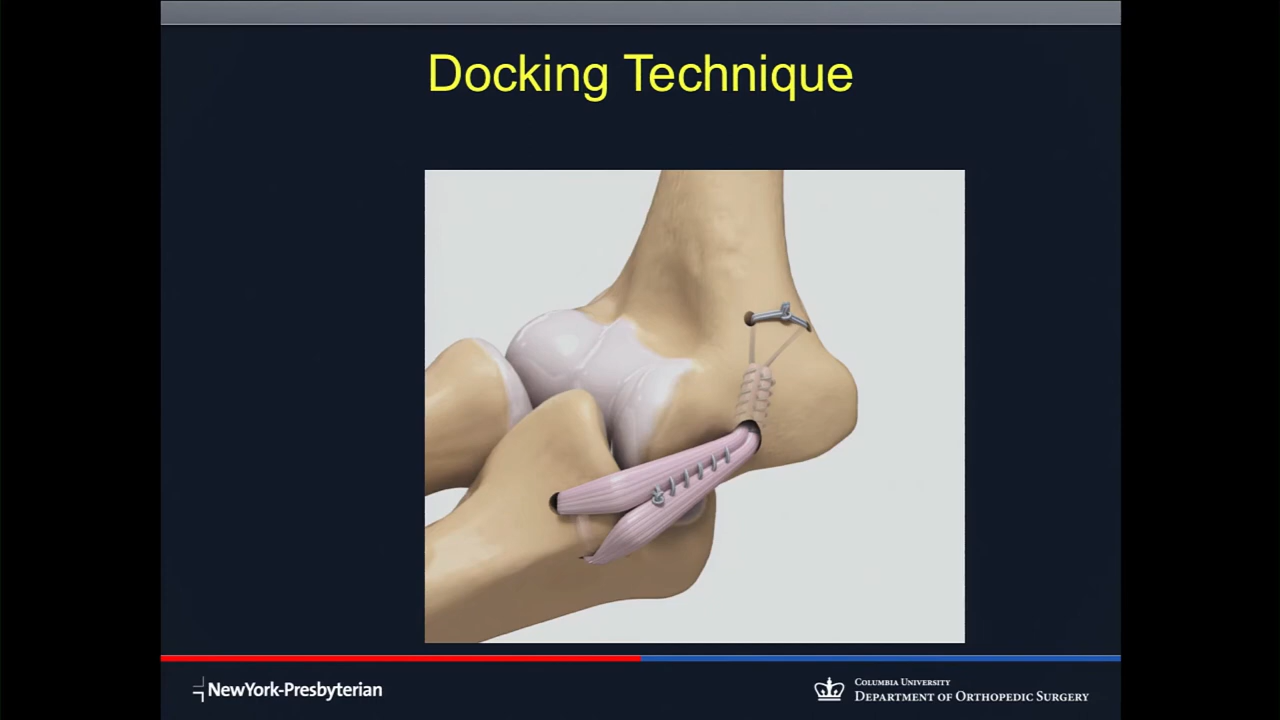 Docking Technique
NewYork-Presbyterian
COLUMBIA UNIVERSITY
DEPARTMENT OF ORTHOPEDIC SURGERY